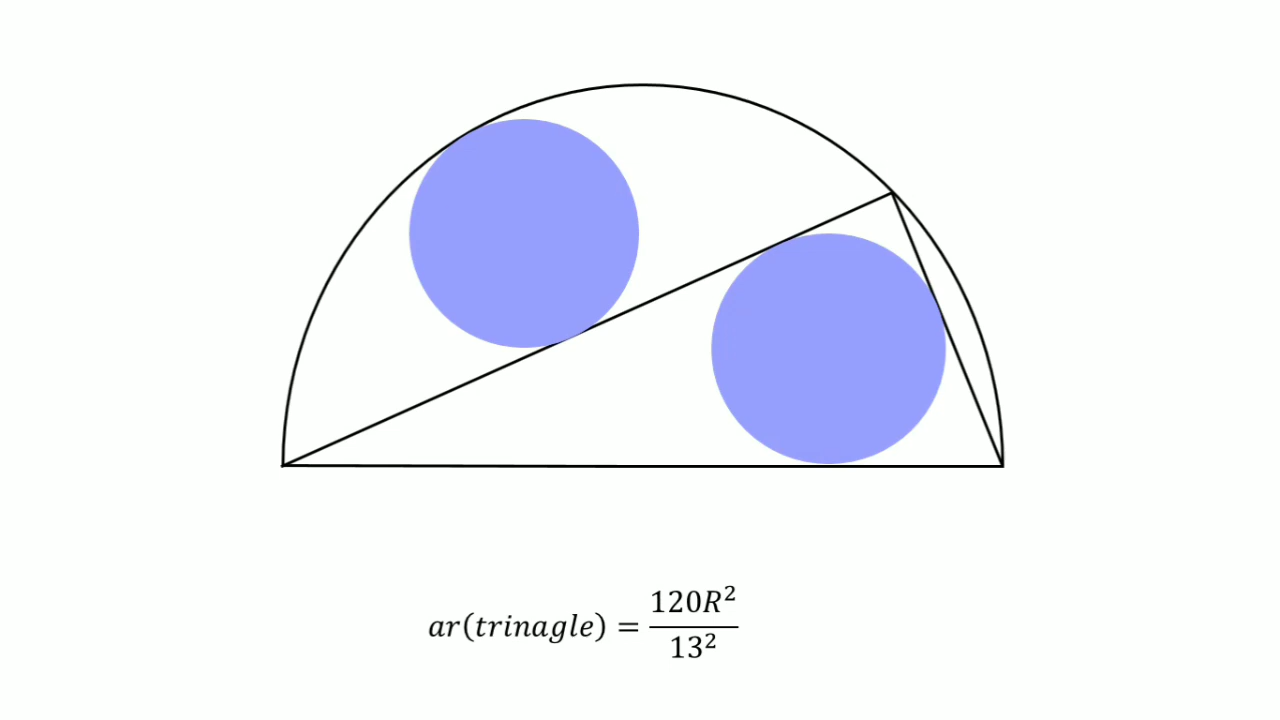 ar(trinagle) = 120R²/13²